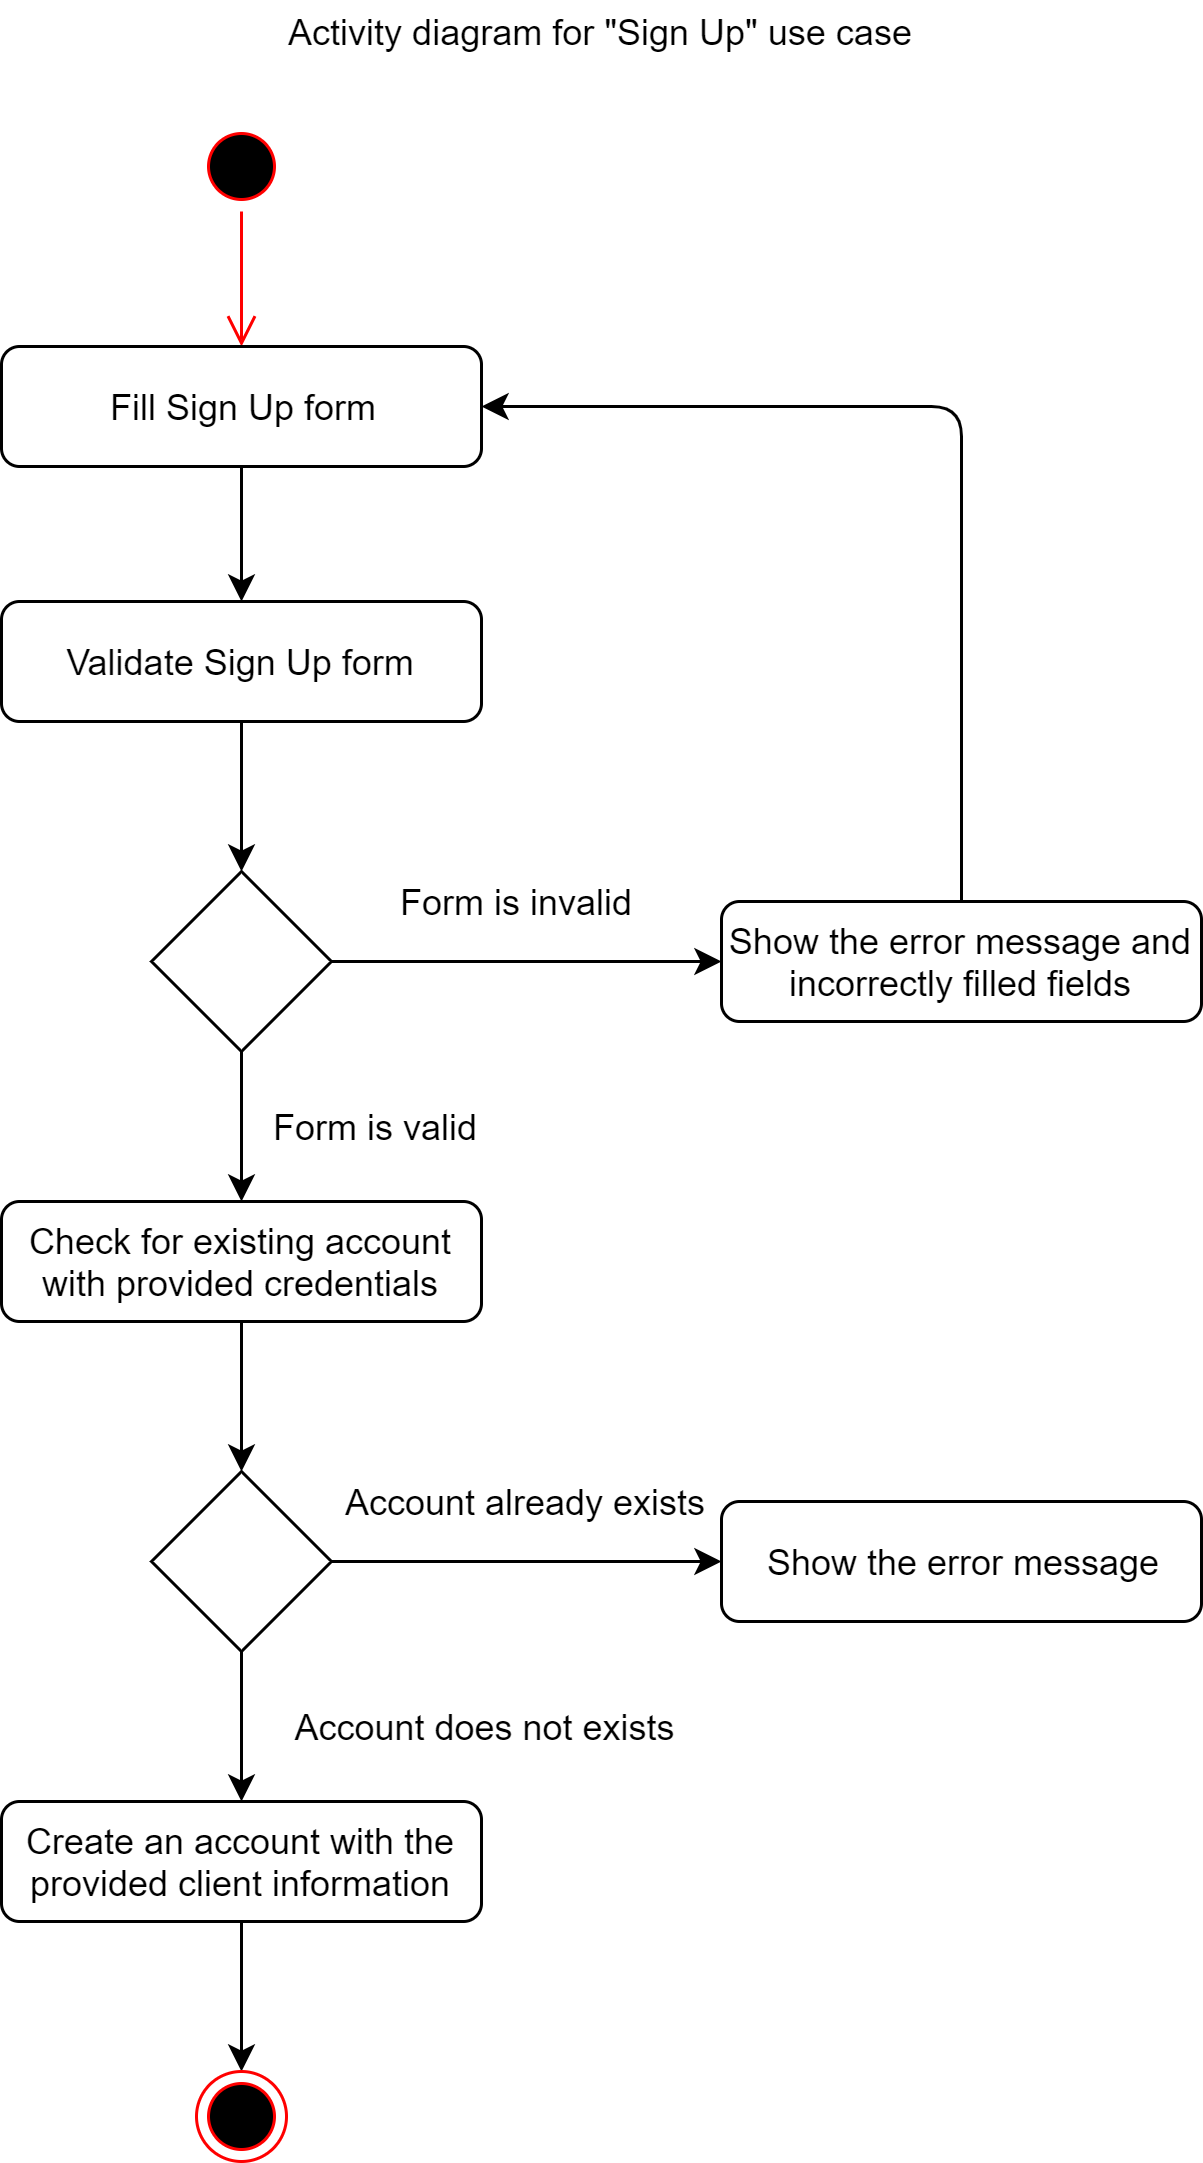 Activity diagram for "Sign Up" use case
Fill Sign Up form
Validate Sign Up form
Form is invalid
Show the error message and
incorrectly filled fields
Form is valid
Check for existing account
with provided credentials
Account already exists
Show the error message
Account does not exists
Create an account with the
provided client information